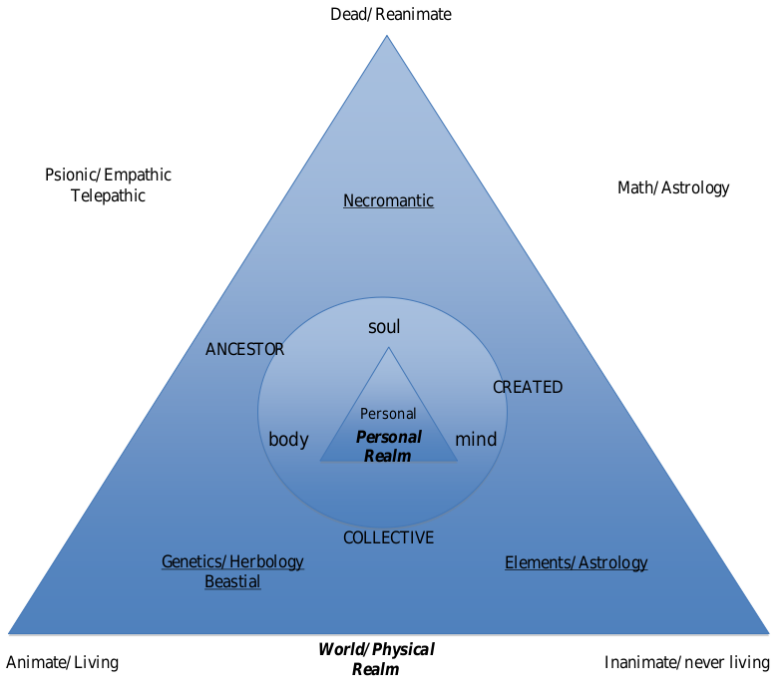 Dead/Reanimate
Psionic/Empathic
Telepathic
Math/Astrology
Necromantic
soul
ANCESTOR
CREATED
Personal
body
Personal
mind
Realm
COLLECTIVE
Genetics/Herbology
Beastial
Elements/Astrology
World/Physical
Realm
Animate/Living
Inanimate/never living